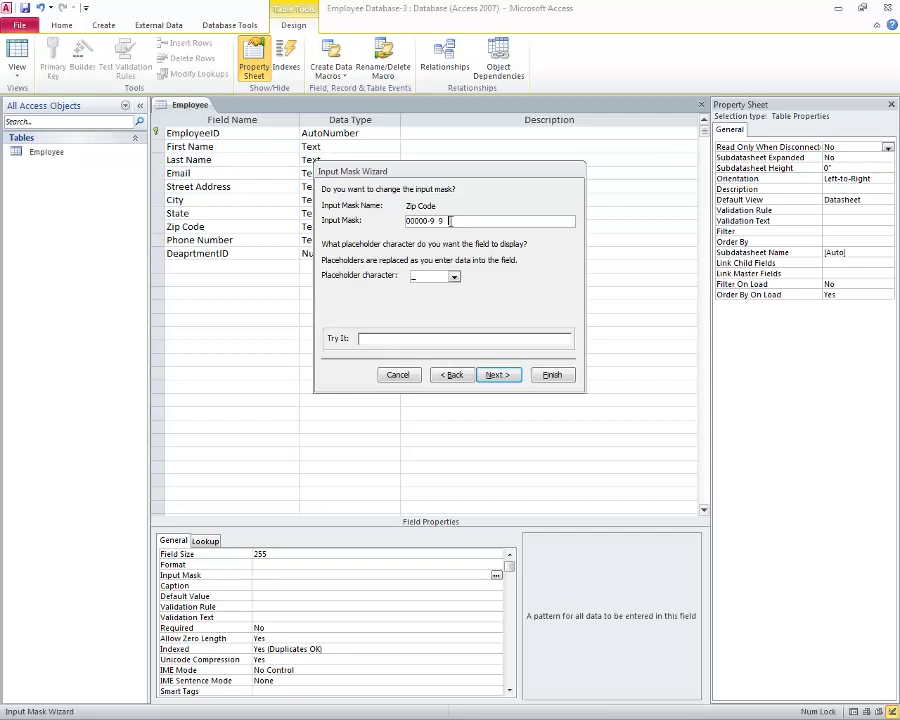 Table Tools
Employee Database-3 : Database (Access 2007) - Microsoft Access
File Home Create External Data Database Tools Design
View
Primary Key
Builder
Test Validation Rules
Insert Rows
Delete Rows
Modify Lookups
Property Sheet
Indexes
Create Data Macros
Rename/Delete Macro
Relationships
Object Dependencies
Views Tools Show/Hide Field, Record & Table Events Relationships
All Access Objects
Search...
Tables
Employee
Employee
Field Name Data Type Description
EmployeeID AutoNumber
First Name Text
Last Name Text
Email Te
Street Address Te
City Te
State Te
Zip Code Te
Phone Number Te
DeaprtmentID Nu
Input Mask Wizard
Do you want to change the input mask?
Input Mask Name: Zip Code
Input Mask: 00000-9 9
What placeholder character do you want the field to display?
Placeholders are replaced as you enter data into the field.
Placeholder character: _
Try It:
Cancel < Back Next > Finish
Field Properties
General Lookup
Field Size 255
Format
Input Mask
Caption
Default Value
Validation Rule
Validation Text
Required No
Allow Zero Length Yes
Indexed Yes (Duplicates OK)
Unicode Compression Yes
IME Mode No Control
IME Sentence Mode None
Smart Tags
A pattern for all data to be entered in this field
Property Sheet
Selection type: Table Properties
General
Read Only When Disconnect No
Subdatasheet Expanded No
Subdatasheet Height 0"
Orientation Left-to-Right
Description
Default View Datasheet
Validation Rule
Validation Text
Filter
Order By
Subdatasheet Name [Auto]
Link Child Fields
Link Master Fields
Filter On Load No
Order By On Load Yes
Input Mask Wizard
Num Lock